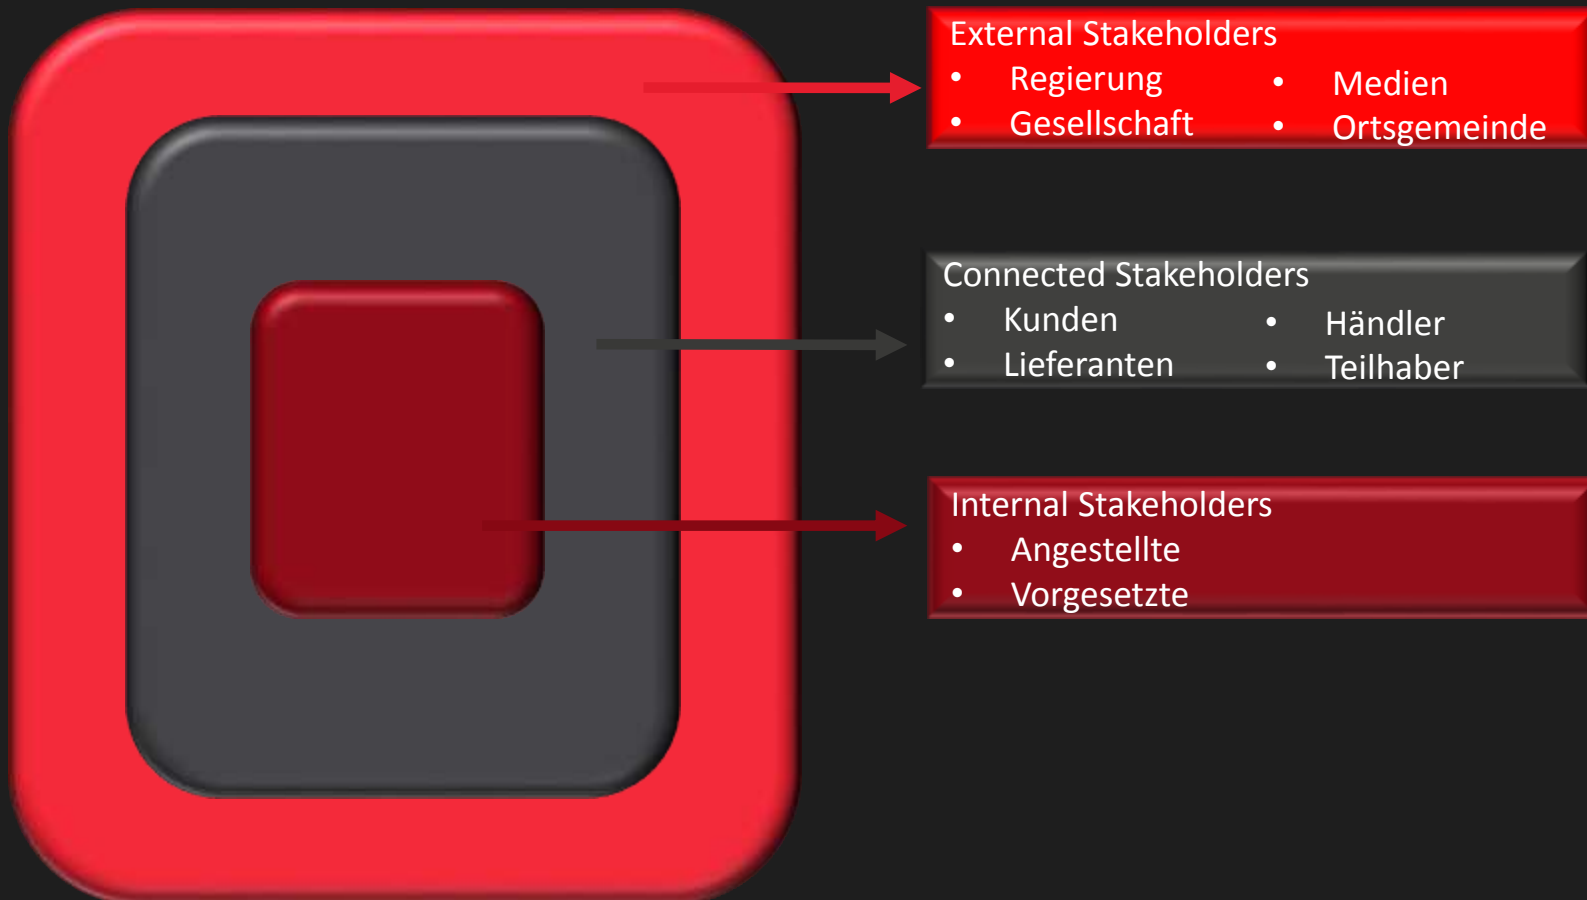 External Stakeholders
• Regierung
• Gesellschaft
• Medien
• Ortsgemeinde
Connected Stakeholders
• Kunden
• Lieferanten
• Händler
• Teilhaber
Internal Stakeholders
• Angestellte
• Vorgesetzte